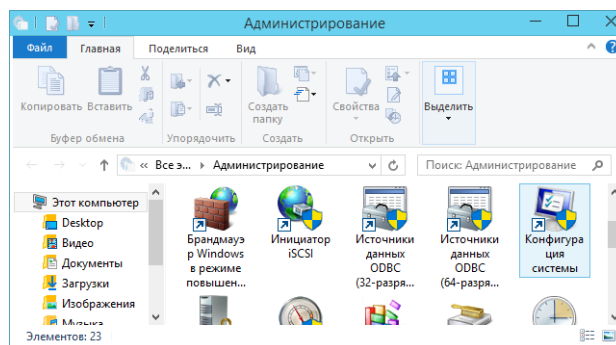 Администрирование
Файл Главная Поделиться Вид
Копировать Вставить Создать папку Свойства Выделить
Буфер обмена Упорядочить Создать Открыть
« Все э... Администрирование Поиск: Администрирование
Этот компьютер
Desktop
Видео
Документы
Загрузки
Изображения
Музыка
Брандмауэ
р Windows
в режиме
повышен...
Инициатор
iSCSI
Источники
данных
ODBC
(32-разря...
Источники
данных
ODBC
(64-разря...
Конфигура
ция
системы
Элементов: 23